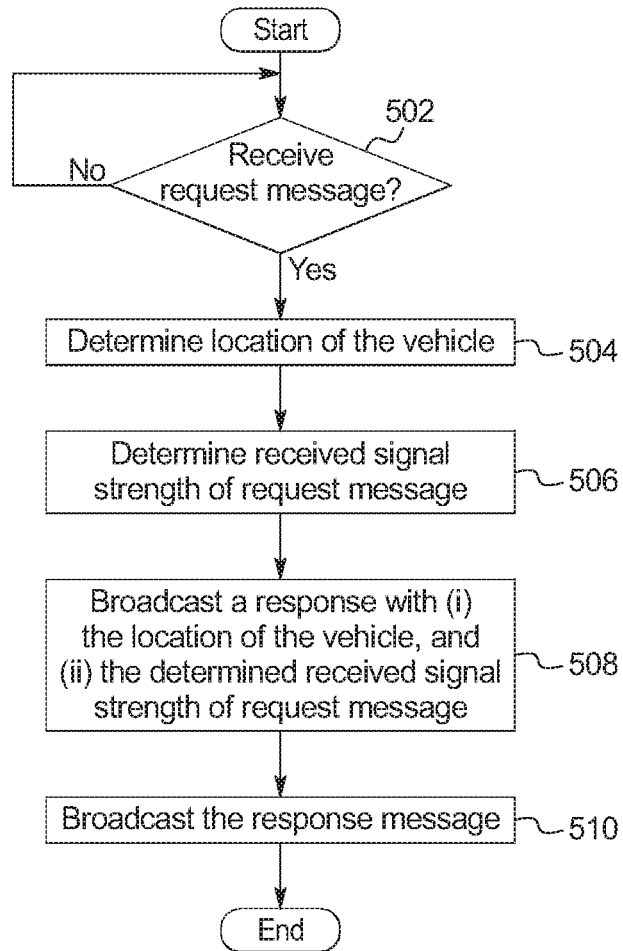 Start
502
Receive
request message?
No
Yes
Determine location of the vehicle
504
Determine received signal
strength of request message
506
Broadcast a response with (i)
the location of the vehicle, and
(ii) the determined received signal
strength of request message
508
Broadcast the response message
510
End